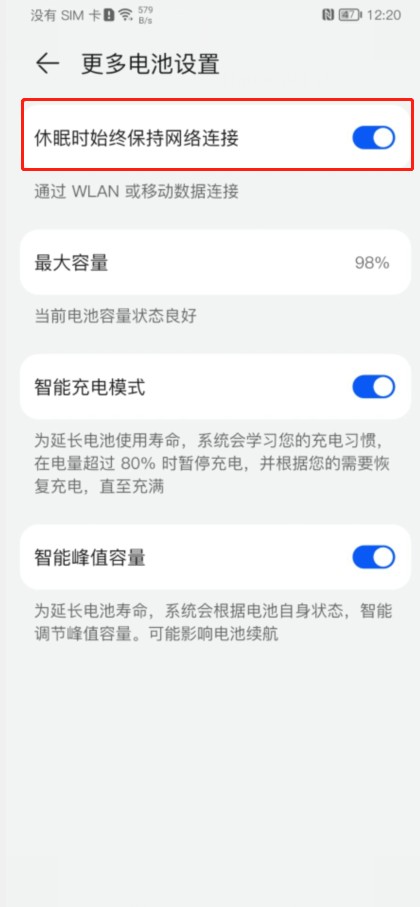 没有 SIM 卡 579 B/s 12:20
更多电池设置
休眠时始终保持网络连接
通过 WLAN 或移动数据连接
最大容量 98%
当前电池容量状态良好
智能充电模式
为延长电池使用寿命，系统会学习您的充电习惯，
在电量超过 80% 时暂停充电，并根据您的需要恢
复充电，直至充满
智能峰值容量
为延长电池寿命，系统会根据电池自身状态，智能
调节峰值容量。可能影响电池续航